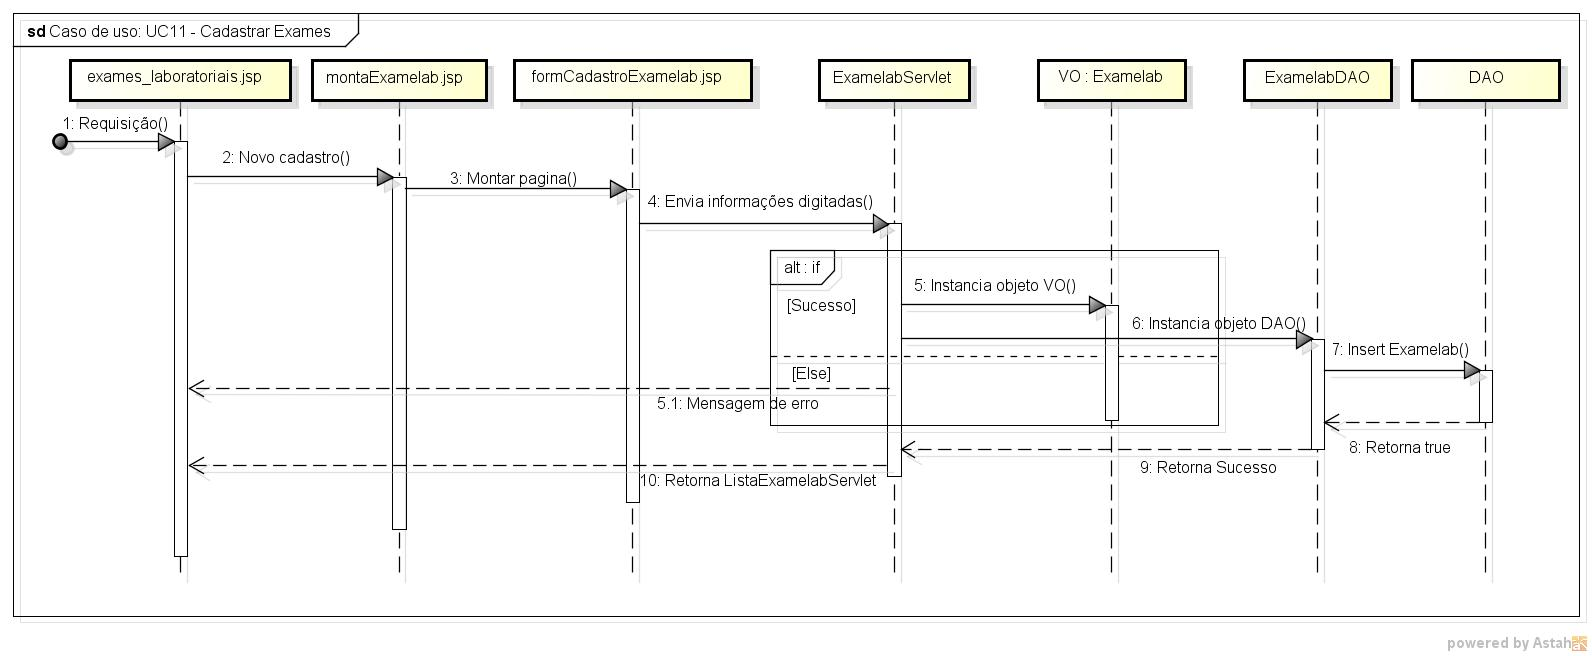 sd Caso de uso: UC11 - Cadastrar Exames
exames_laboratoriais.jsp
montaExamelab.jsp
formCadastroExamelab.jsp
ExamelabServlet
VO : Examelab
ExamelabDAO
DAO
1: Requisição()
2: Novo cadastro()
3: Montar pagina()
4: Envia informações digitadas()
alt : if
5: Instancia objeto VO()
[Sucesso]
6: Instancia objeto DAO()
7: Insert Examelab()
[Else]
5.1: Mensagem de erro
8: Retorna true
9: Retorna Sucesso
10: Retorna ListaExamelabServlet
powered by Astah